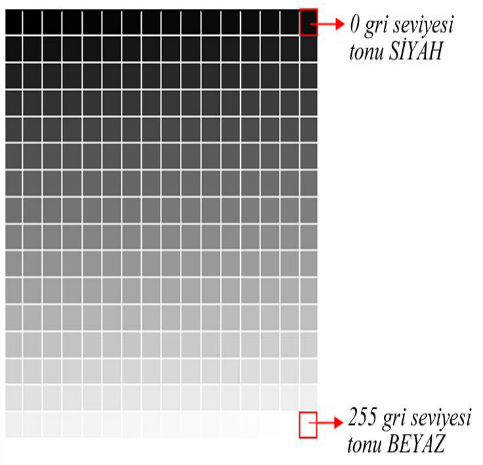 0 gri seviyesi
tonu SİYAH
255 gri seviyesi
tonu BEYAZ